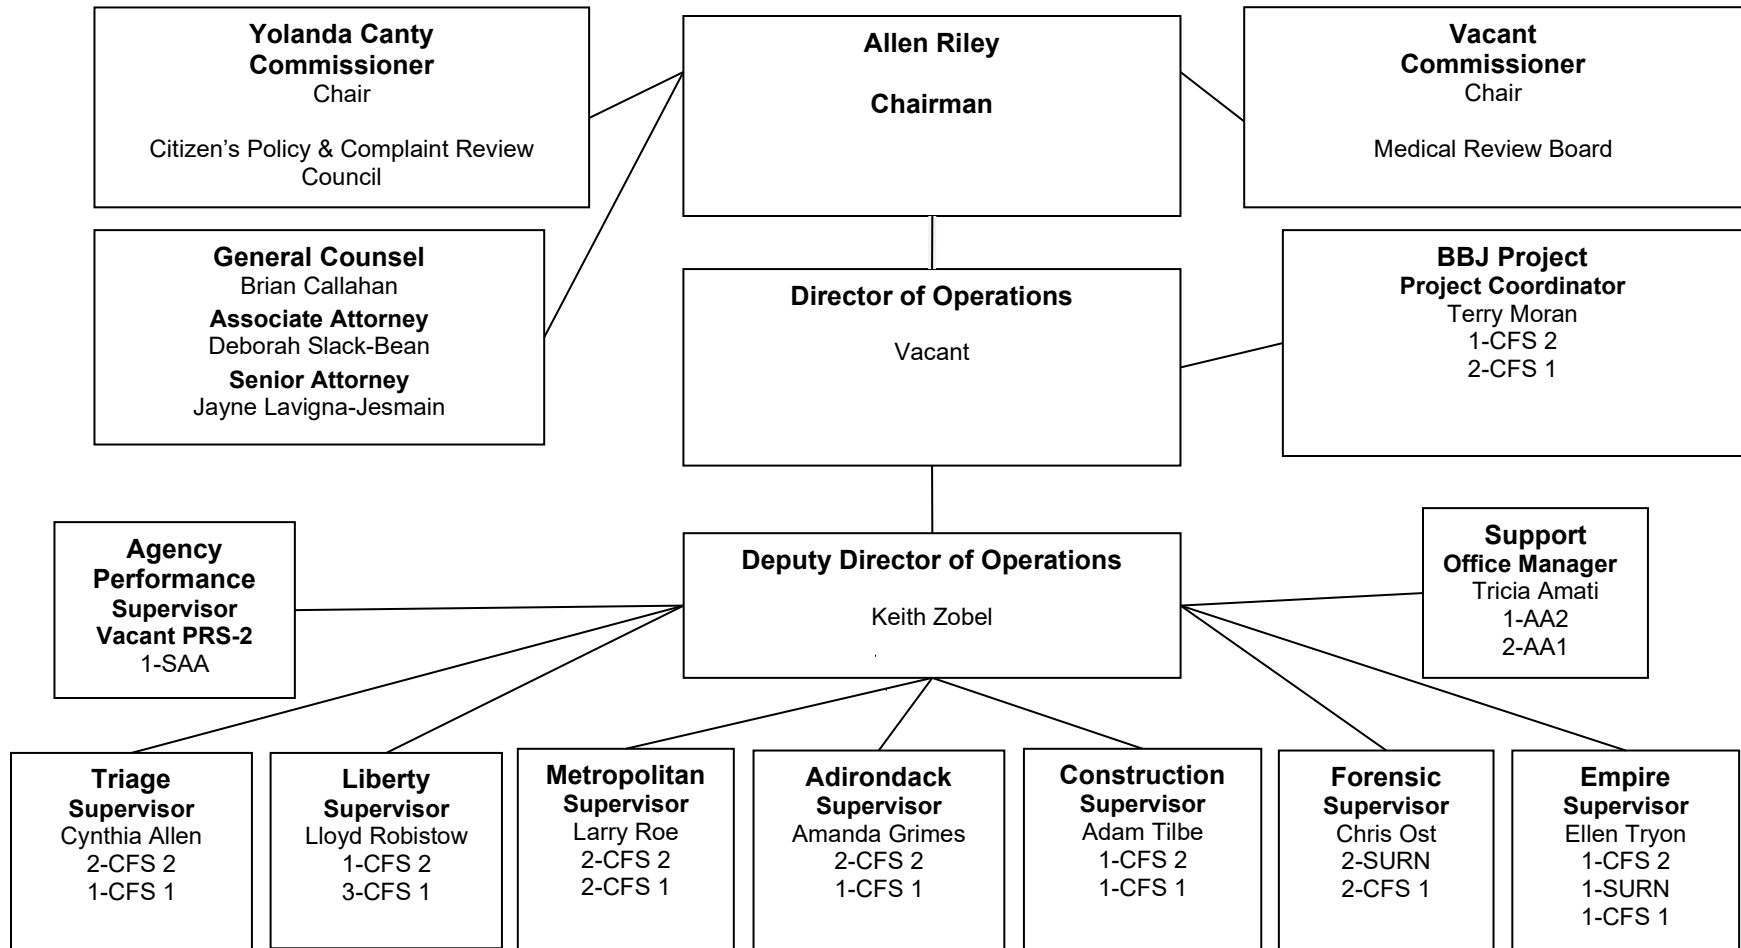 Yolanda Canty
Commissioner
Chair
Citizen’s Policy & Complaint Review
Council
Allen Riley
Chairman
Vacant
Commissioner
Chair
Medical Review Board
General Counsel
Brian Callahan
Associate Attorney
Deborah Slack-Bean
Senior Attorney
Jayne Lavigna-Jesmain
Director of Operations
Vacant
BBJ Project
Project Coordinator
Terry Moran
1-CFS 2
2-CFS 1
Agency
Performance
Supervisor
Vacant PRS-2
1-SAA
Deputy Director of Operations
Keith Zobel
Support
Office Manager
Tricia Amati
1-AA2
2-AA1
Triage
Supervisor
Cynthia Allen
2-CFS 2
1-CFS 1
Liberty
Supervisor
Lloyd Robistow
1-CFS 2
3-CFS 1
Metropolitan
Supervisor
Larry Roe
2-CFS 2
2-CFS 1
Adirondack
Supervisor
Amanda Grimes
2-CFS 2
1-CFS 1
Construction
Supervisor
Adam Tilbe
1-CFS 2
1-CFS 1
Forensic
Supervisor
Chris Ost
2-SURN
2-CFS 1
Empire
Supervisor
Ellen Tryon
1-CFS 2
1-SURN
1-CFS 1